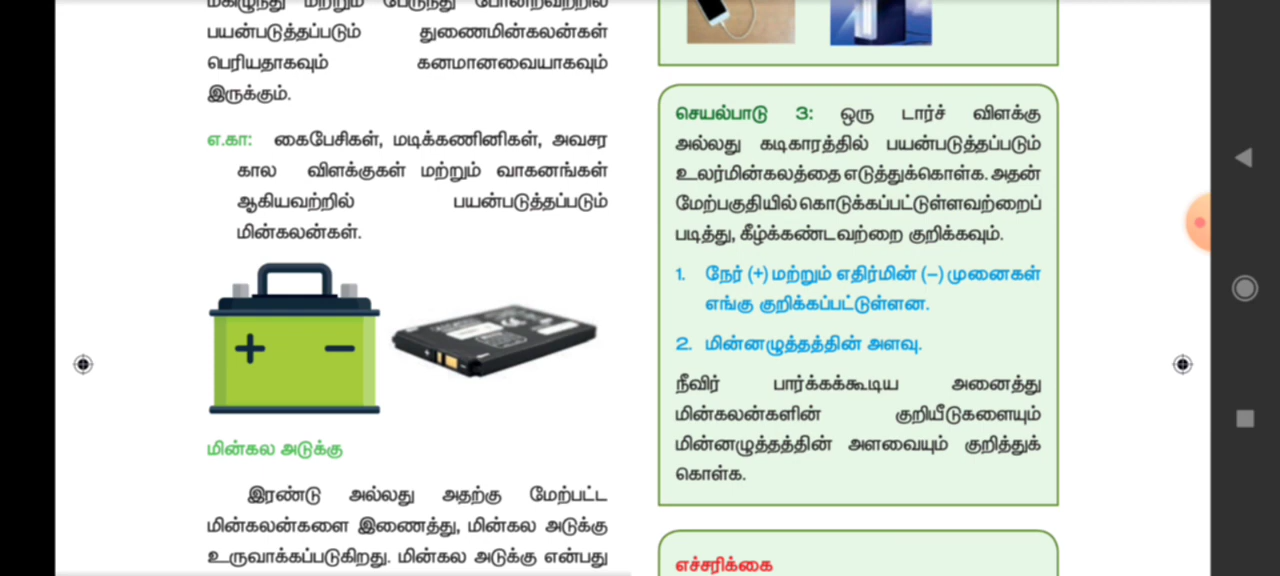 மகிழுந்து மற்றும் பேருந்து போன்றவற்றில்
பயன்படுத்தப்படும் துணைமின்கலன்கள்
பெரியதாகவும் கனமானவையாகவும்
இருக்கும்.
எ.கா: கைபேசிகள், மடிக்கணினிகள், அவசர
கால விளக்குகள் மற்றும் வாகனங்கள்
ஆகியவற்றில் பயன்படுத்தப்படும்
மின்கலன்கள்.
+ –
மின்கல அடுக்கு
இரண்டு அல்லது அதற்கு மேற்பட்ட
மின்கலன்களை இணைத்து, மின்கல அடுக்கு
உருவாக்கப்படுகிறது. மின்கல அடுக்கு என்பது
செயல்பாடு 3: ஒரு டார்ச் விளக்கு
அல்லது கடிகாரத்தில் பயன்படுத்தப்படும்
உலர்மின்கலத்தை எடுத்துக்கொள்க. அதன்
மேற்பகுதியில் கொடுக்கப்பட்டுள்ளவற்றைப்
படித்து, கீழ்க்கண்டவற்றை குறிக்கவும்.
1. நேர் (+) மற்றும் எதிர்மின் (–) முனைகள்
எங்கு குறிக்கப்பட்டுள்ளன.
2. மின்னழுத்தத்தின் அளவு.
நீவிர் பார்க்கக்கூடிய அனைத்து
மின்கலன்களின் குறியீடுகளையும்
மின்னழுத்தத்தின் அளவையும் குறித்துக்
கொள்க.
எச்சரிக்கை